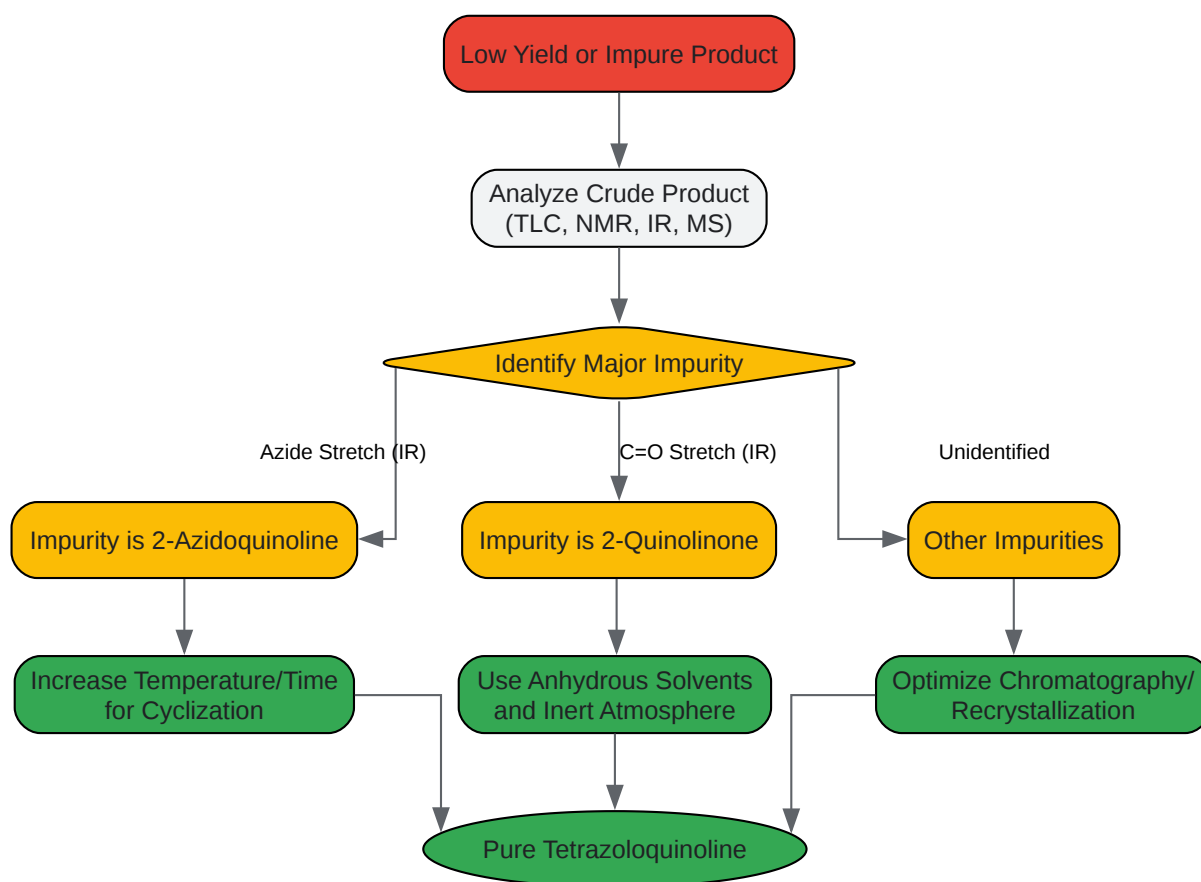 Low Yield or Impure Product
Analyze Crude Product
(TLC, NMR, IR, MS)
Identify Major Impurity
Azide Stretch (IR)
C=O Stretch (IR)
Unidentified
Impurity is 2-Azidoquinoline
Impurity is 2-Quinolinone
Other Impurities
Increase Temperature/Time
for Cyclization
Use Anhydrous Solvents
and Inert Atmosphere
Optimize Chromatography/
Recrystallization
Pure Tetrazoloquinoline